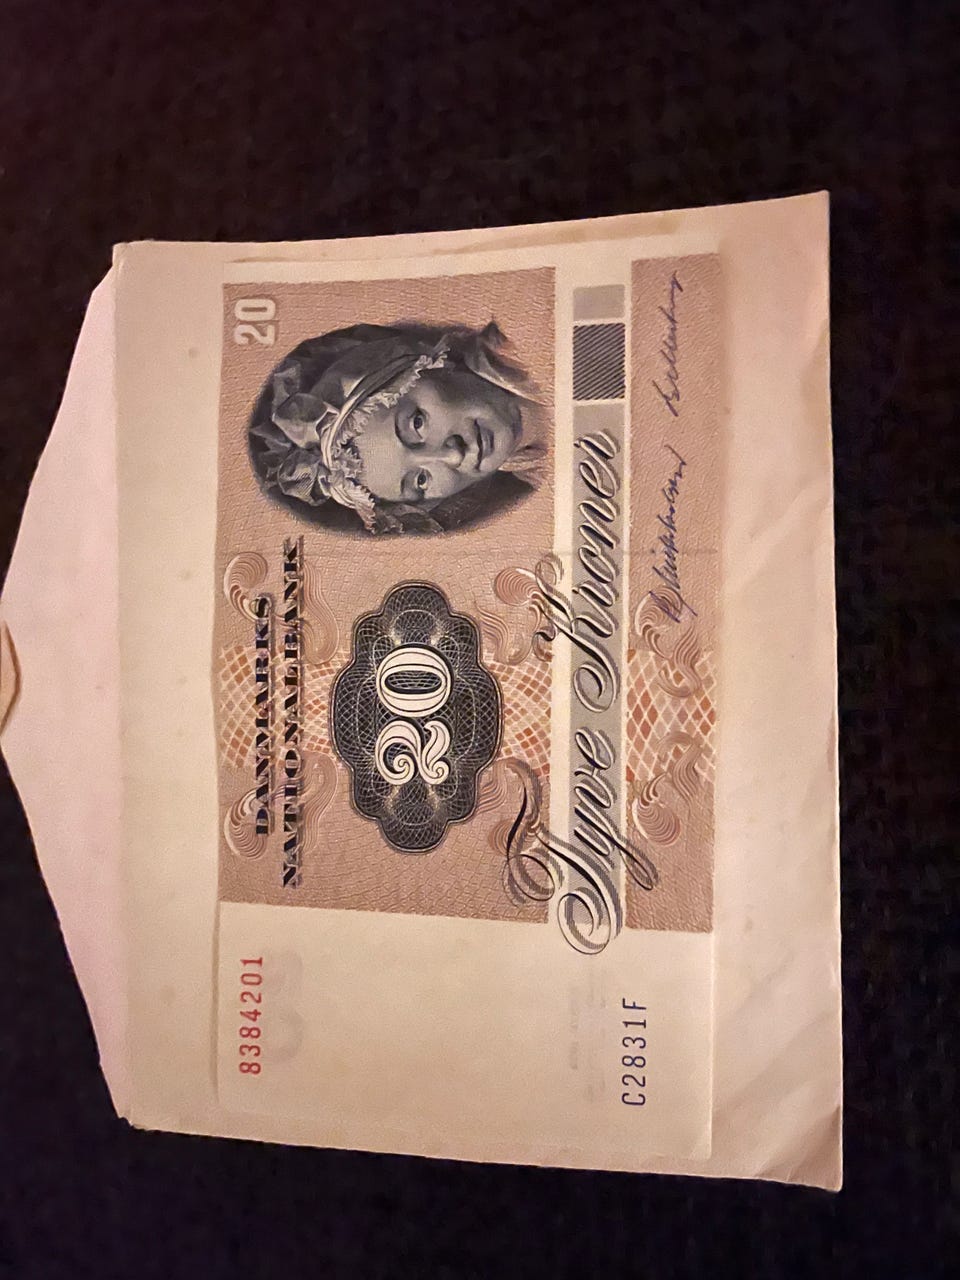 20
DANMARKS
NATIONALBANK
20
Tyve Kroner
8384201
C2831F